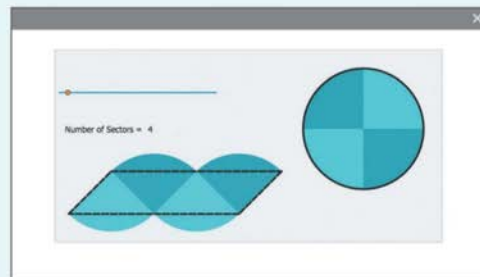 Number of Sectors = 4